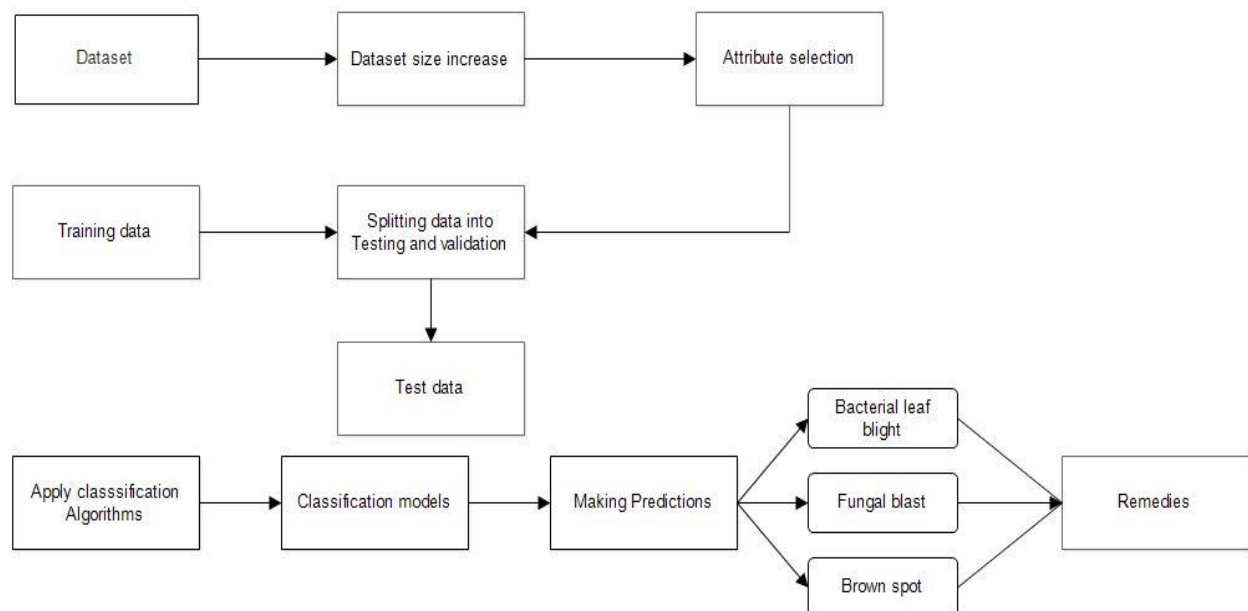 Dataset
Dataset size increase
Attribute selection
Training data
Splitting data into
Testing and validation
Test data
Apply classsification
Algorithms
Classification models
Making Predictions
Bacterial leaf
blight
Fungal blast
Brown spot
Remedies